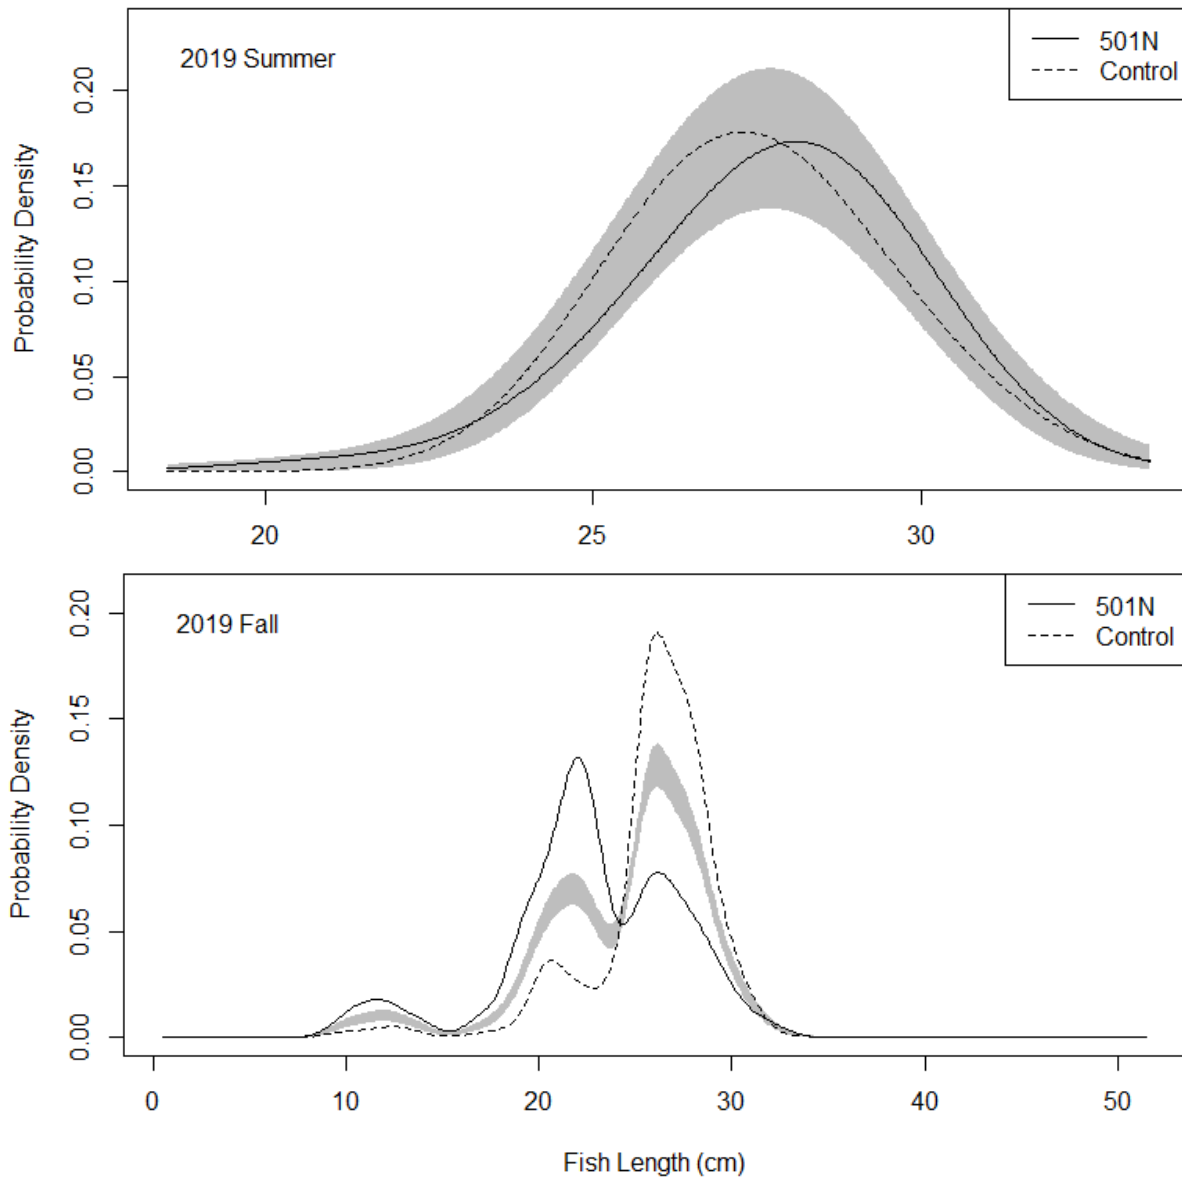 2019 Summer
501N
Control
Probability Density
0.20
0.15
0.10
0.05
0.00
20 25 30
2019 Fall
501N
Control
Probability Density
0.20
0.15
0.10
0.05
0.00
0 10 20 30 40 50
Fish Length (cm)